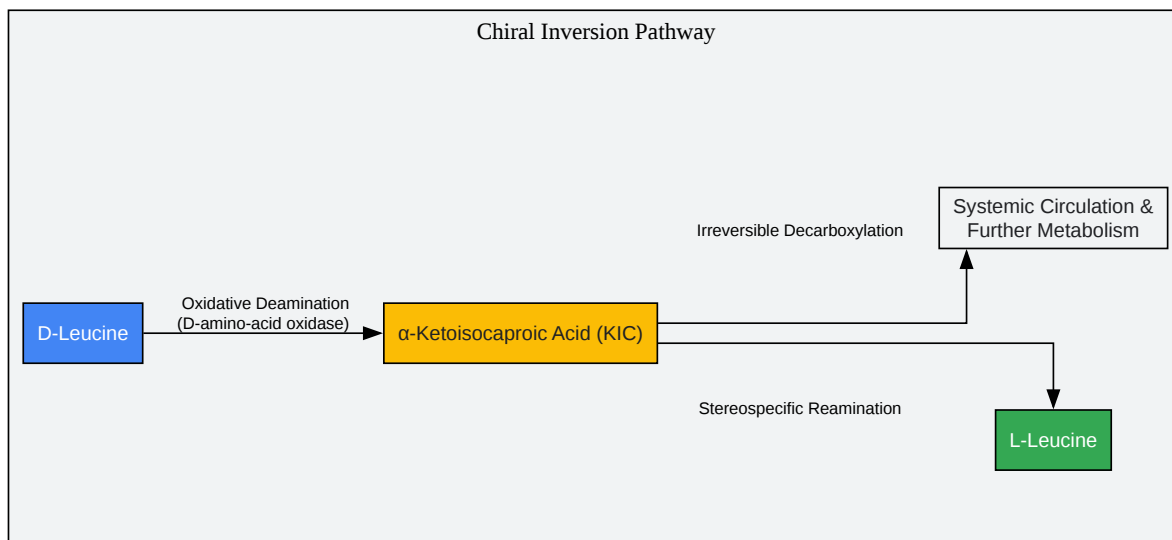 Chiral Inversion Pathway
Systemic Circulation &
Further Metabolism
Irreversible Decarboxylation
Oxidative Deamination
(D-amino-acid oxidase)
D-Leucine
α-Ketoisocaproic Acid (KIC)
Stereospecific Reamination
L-Leucine